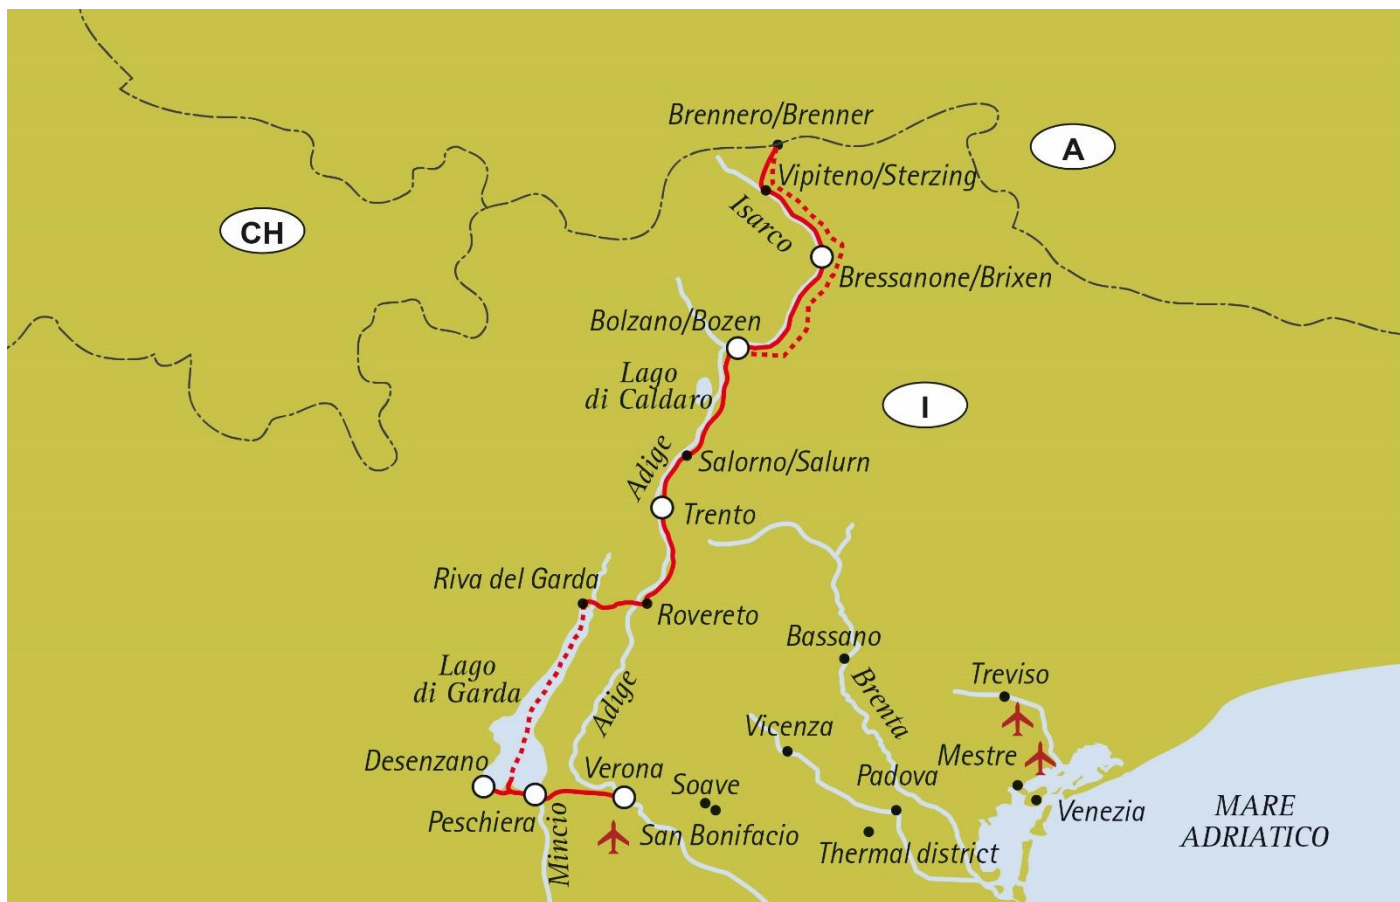 Brennero/Brenner
A
Vipiteno/Sterzing
CH
Isarco
Bressanone/Brixen
Bolzano/Bozen
Lago
di Caldaro
I
Adige
Salorno/Salurn
Trento
Riva del Garda
Rovereto
Bassano
Lago
di Garda
Treviso
Adige
Brenta
Vicenza
Mestre
Desenzano
Verona
Soave
Padova
Venezia
MARE
ADRIATICO
Peschiera
Mincio
San Bonifacio
Thermal district